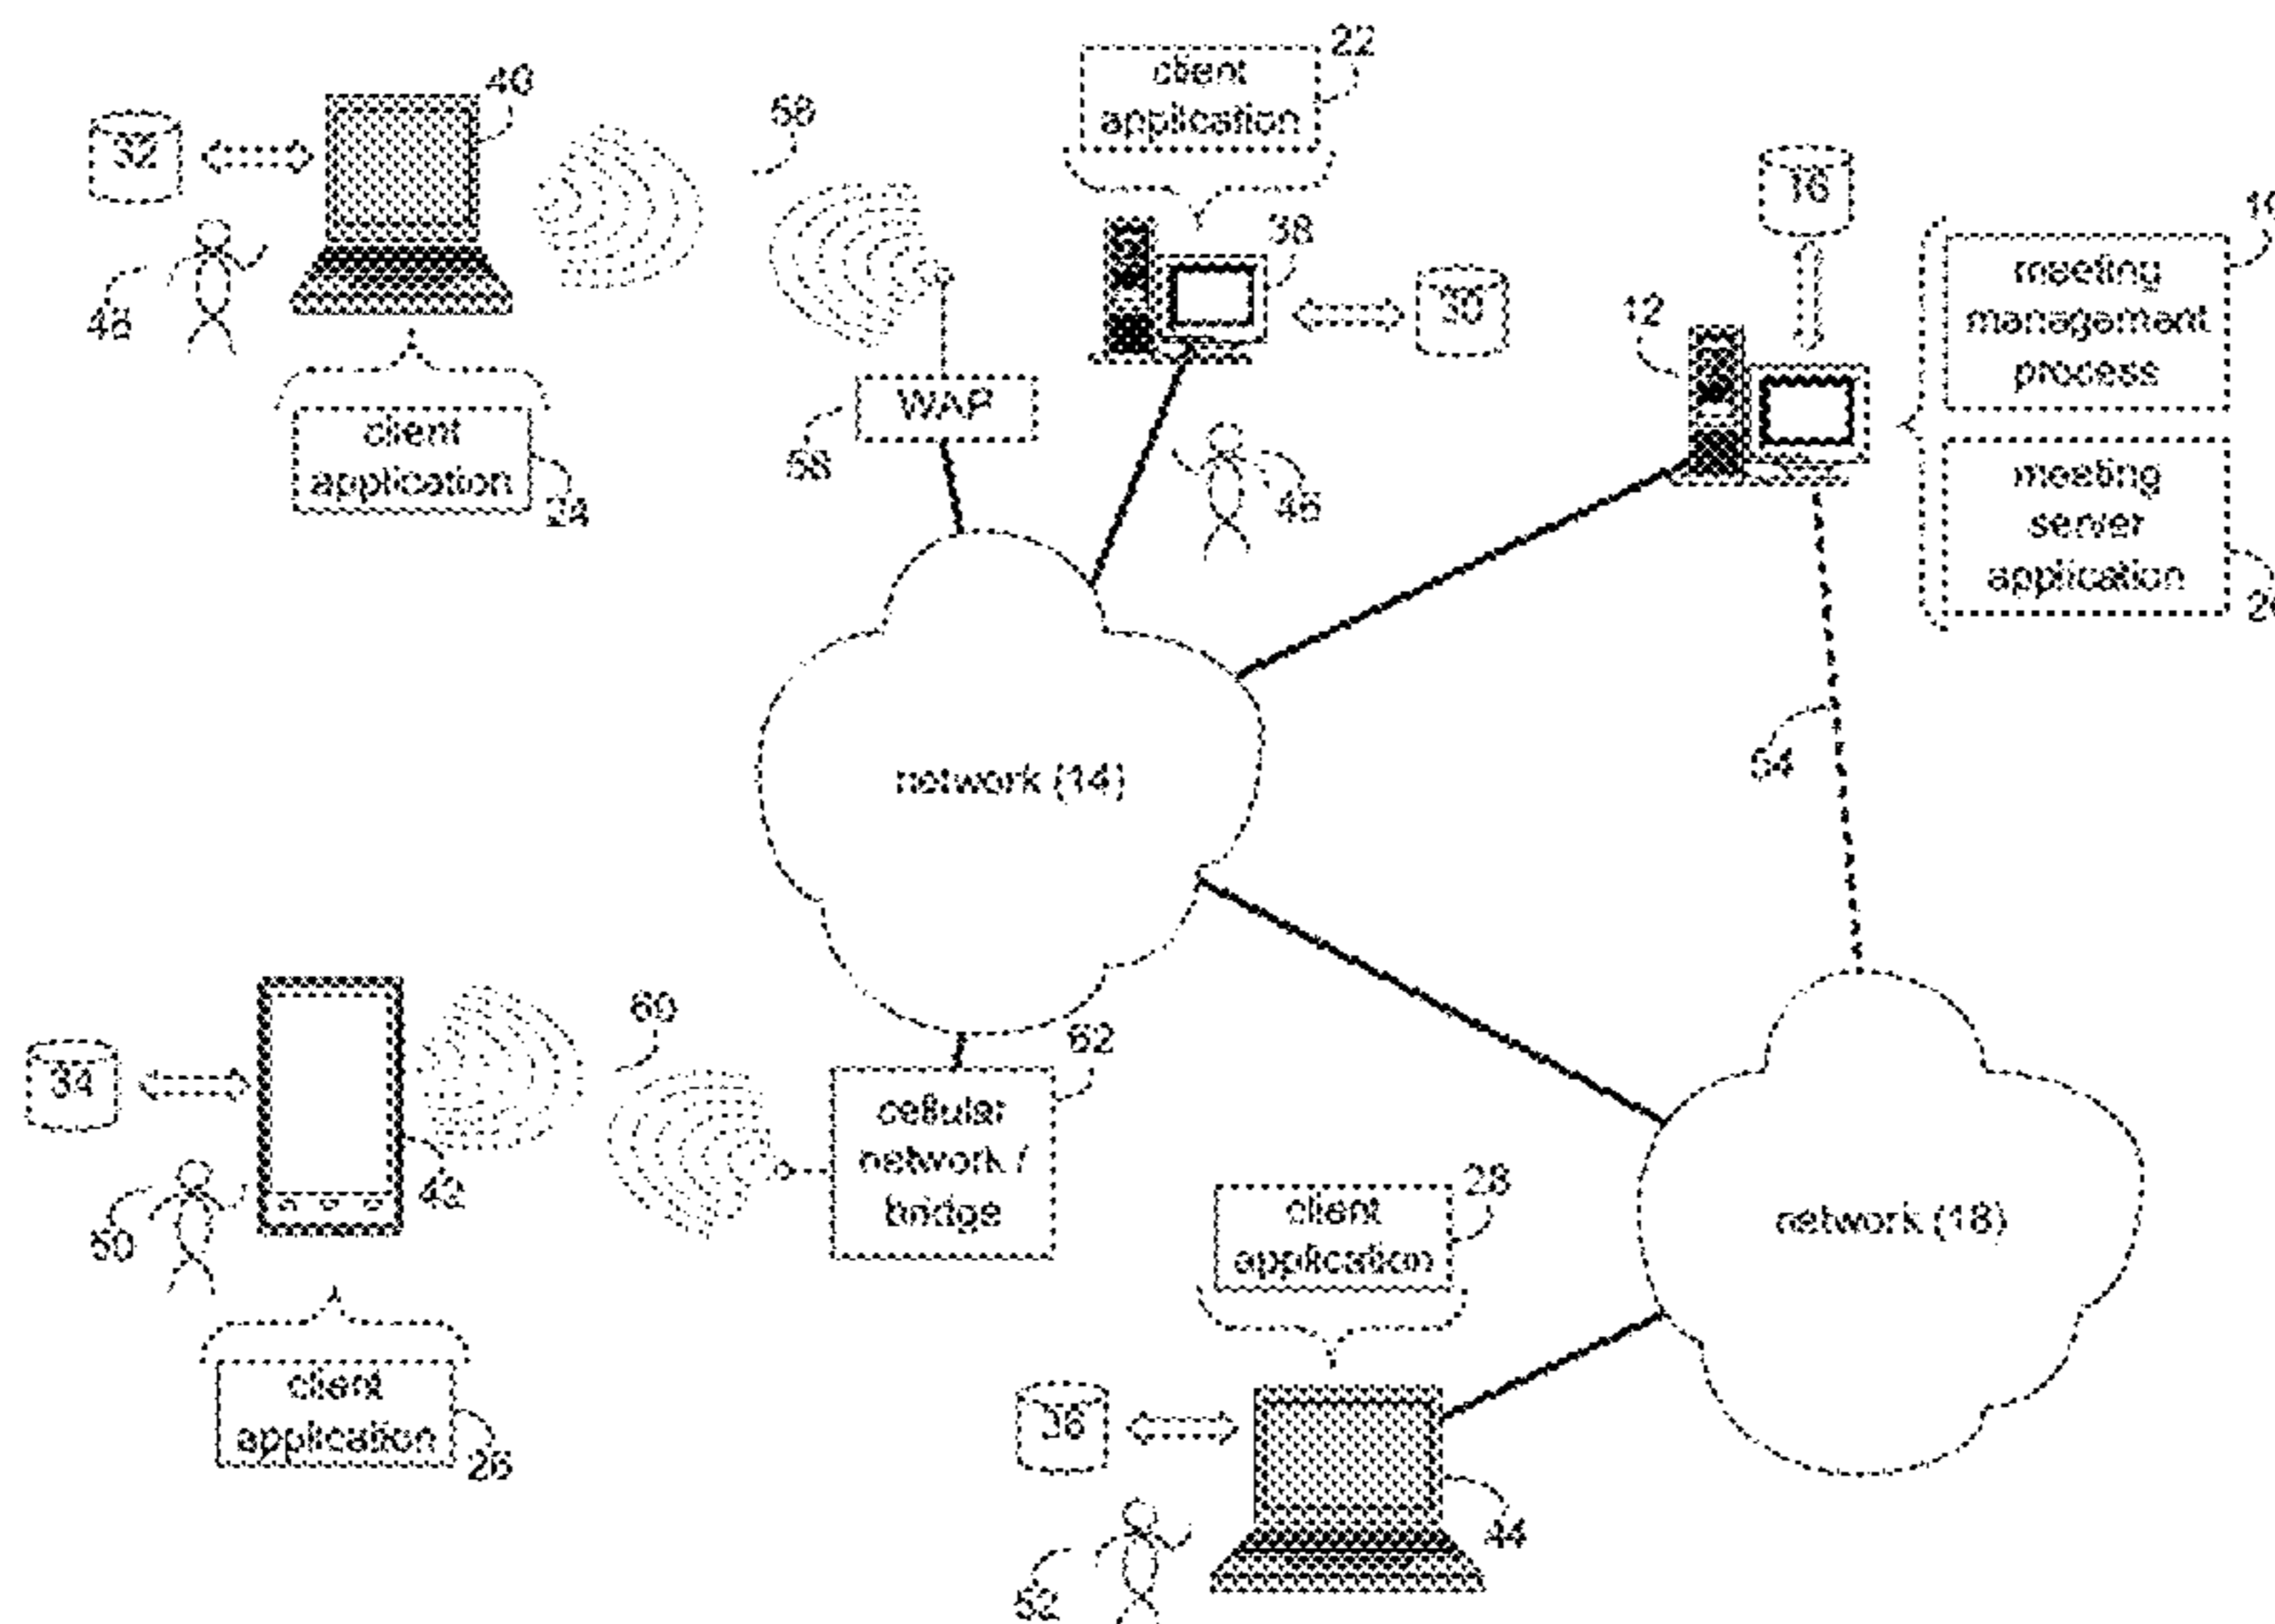 22
client
application
40
32
16
38
10
meeting
management
process
30
12
48
WAP
client
application
24
58
46
meeting
server
application
20
54
network (14)
60
62
34
cellular
network /
bridge
42
50
28
client
application
network (18)
client
application
26
36
44
52